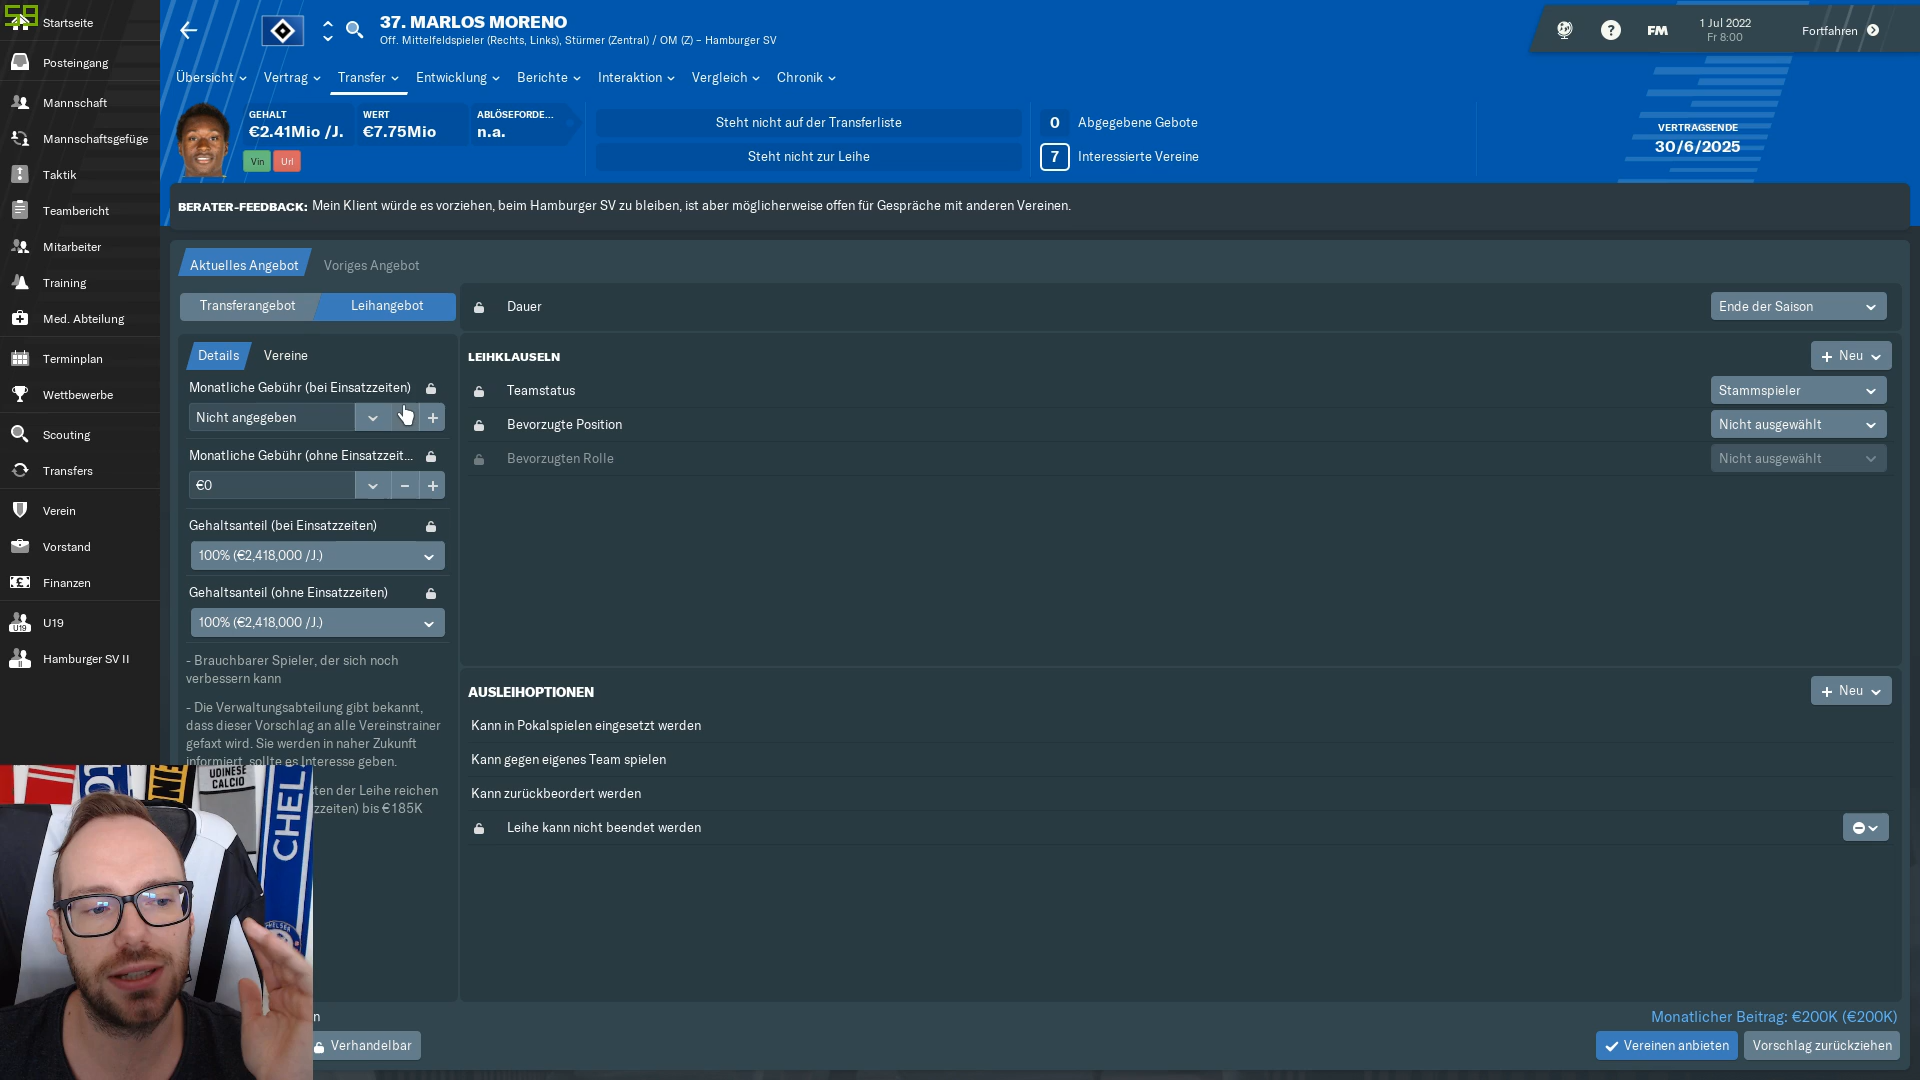 59
Startseite
Posteingang
Mannschaft
Mannschaftsgefüge
Taktik
Teambericht
Mitarbeiter
Training
Med. Abteilung
Terminplan
Wettbewerbe
Scouting
Transfers
Verein
Vorstand
Finanzen
U19
U19
II
Hamburger SV II
37. MARLOS MORENO
Off. Mittelfeldspieler (Rechts, Links), Stürmer (Zentral) / OM (Z) – Hamburger SV
?
FM
1 Jul 2022
Fr 8:00
Fortfahren
Übersicht
Vertrag
Transfer
Entwicklung
Berichte
Interaktion
Vergleich
Chronik
GEHALT
€2.41Mio /J.
WERT
€7.75Mio
ABLÖSEFORDE...
n.a.
Vin
Url
Steht nicht auf der Transferliste
Steht nicht zur Leihe
0 Abgegebene Gebote
7 Interessierte Vereine
VERTRAGSENDE
30/6/2025
BERATER-FEEDBACK: Mein Klient würde es vorziehen, beim Hamburger SV zu bleiben, ist aber möglicherweise offen für Gespräche mit anderen Vereinen.
Aktuelles Angebot
Voriges Angebot
Transferangebot
Leihangebot
Details
Vereine
Monatliche Gebühr (bei Einsatzzeiten)
Nicht angegeben
Monatliche Gebühr (ohne Einsatzzeit...
€0
Gehaltsanteil (bei Einsatzzeiten)
100% (€2,418,000 /J.)
Gehaltsanteil (ohne Einsatzzeiten)
100% (€2,418,000 /J.)
- Brauchbarer Spieler, der sich noch
verbessern kann
- Die Verwaltungsabteilung gibt bekannt,
dass dieser Vorschlag an alle Vereinstrainer
gefaxt wird. Sie werden in naher Zukunft
informiert, sollte es Interesse geben.
sten der Leihe reichen
zzeiten) bis €185K
Dauer
Ende der Saison
LEIHKLAUSELN
Neu
Teamstatus
Stammspieler
Bevorzugte Position
Nicht ausgewählt
Bevorzugten Rolle
Nicht ausgewählt
AUSLEIHOPTIONEN
Neu
Kann in Pokalspielen eingesetzt werden
Kann gegen eigenes Team spielen
Kann zurückbeordert werden
Leihe kann nicht beendet werden
UDINESE
CALCIO
CHEL
n
Verhandelbar
Monatlicher Beitrag: €200K (€200K)
Vereinen anbieten
Vorschlag zurückziehen